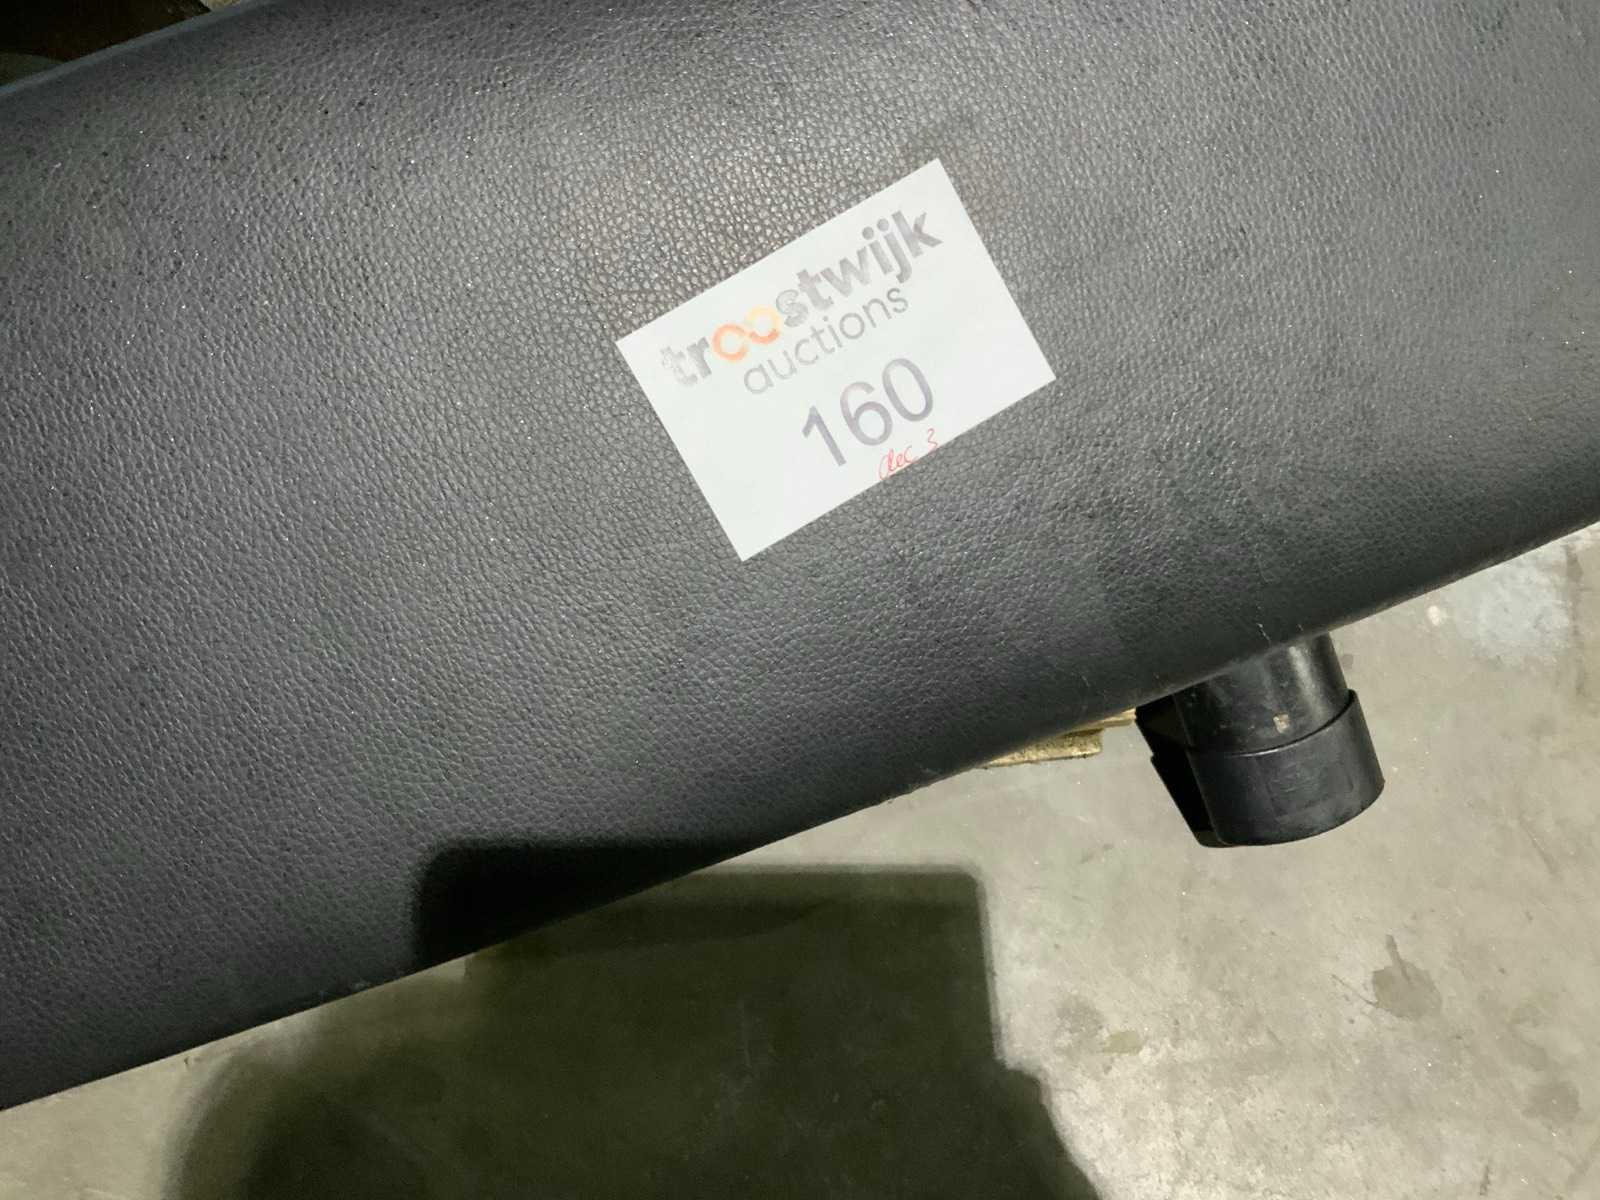 troostwijk
auctions
160
dec 3